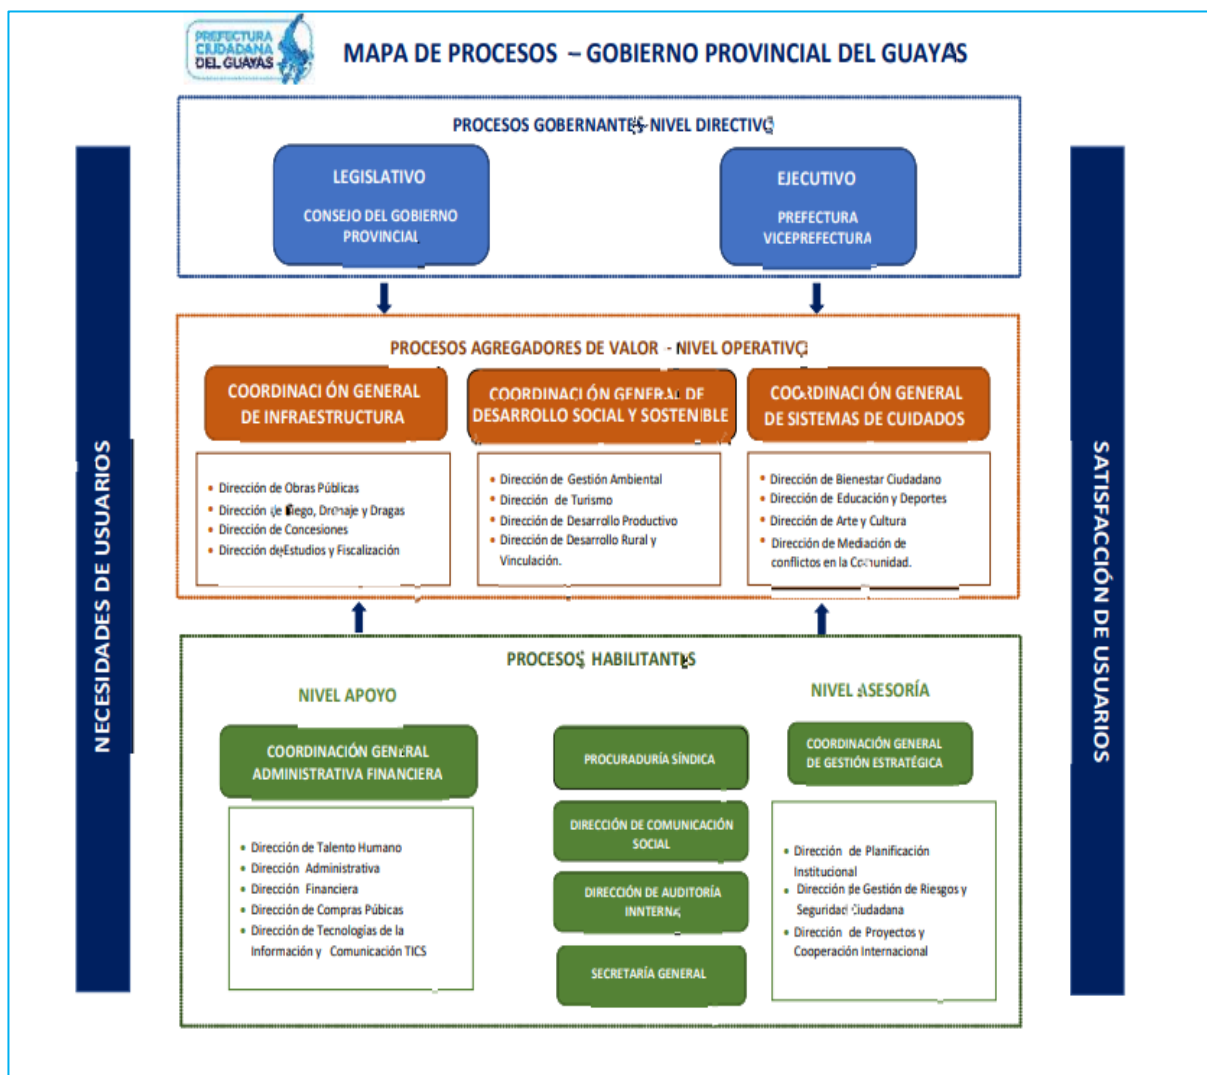 PREFECTURA
CIUDADANA
DEL GUAYAS
MAPA DE PROCESOS – GOBIERNO PROVINCIAL DEL GUAYAS
PROCESOS GOBERNANTES-NIVEL DIRECTIVO
LEGISLATIVO
CONSEJO DEL GOBIERNO
PROVINCIAL
EJECUTIVO
PREFECTURA
VICEPREFECTURA
NECESIDADES DE USUARIOS
PROCESOS AGREGADORES DE VALOR - NIVEL OPERATIVO
COORDINACIÓN GENERAL
DE INFRAESTRUCTURA
• Dirección de Obras Públicas
• Dirección de Riego, Drenaje y Dragas
• Dirección de Concesiones
• Dirección de Estudios y Fiscalización
COORDINACIÓN GENERAL DE
DESARROLLO SOCIAL Y SOSTENIBLE
• Dirección de Gestión Ambiental
• Dirección de Turismo
• Dirección de Desarrollo Productivo
• Dirección de Desarrollo Rural y
Vinculación.
COORDINACIÓN GENERAL
DE SISTEMAS DE CUIDADOS
• Dirección de Bienestar Ciudadano
• Dirección de Educación y Deportes
• Dirección de Arte y Cultura
• Dirección de Mediación de
conflictos en la Comunidad.
SATISFACCIÓN DE USUARIOS
PROCESOS HABILITANTES
NIVEL APOYO
COORDINACIÓN GENERAL
ADMINISTRATIVA FINANCIERA
• Dirección de Talento Humano
• Dirección Administrativa
• Dirección Financiera
• Dirección de Compras Púbicas
• Dirección de Tecnologías de la
Información y Comunicación TICS
PROCURADURÍA SÍNDICA
DIRECCIÓN DE COMUNICACIÓN
SOCIAL
DIRECCIÓN DE AUDITORÍA
INNTERNA
SECRETARÍA GENERAL
NIVEL ASESORÍA
COORDINACIÓN GENERAL
DE GESTIÓN ESTRATÉGICA
• Dirección de Planificación
Institucional
• Dirección de Gestión de Riesgos y
Seguridad Ciudadana
• Dirección de Proyectos y
Cooperación Internacional